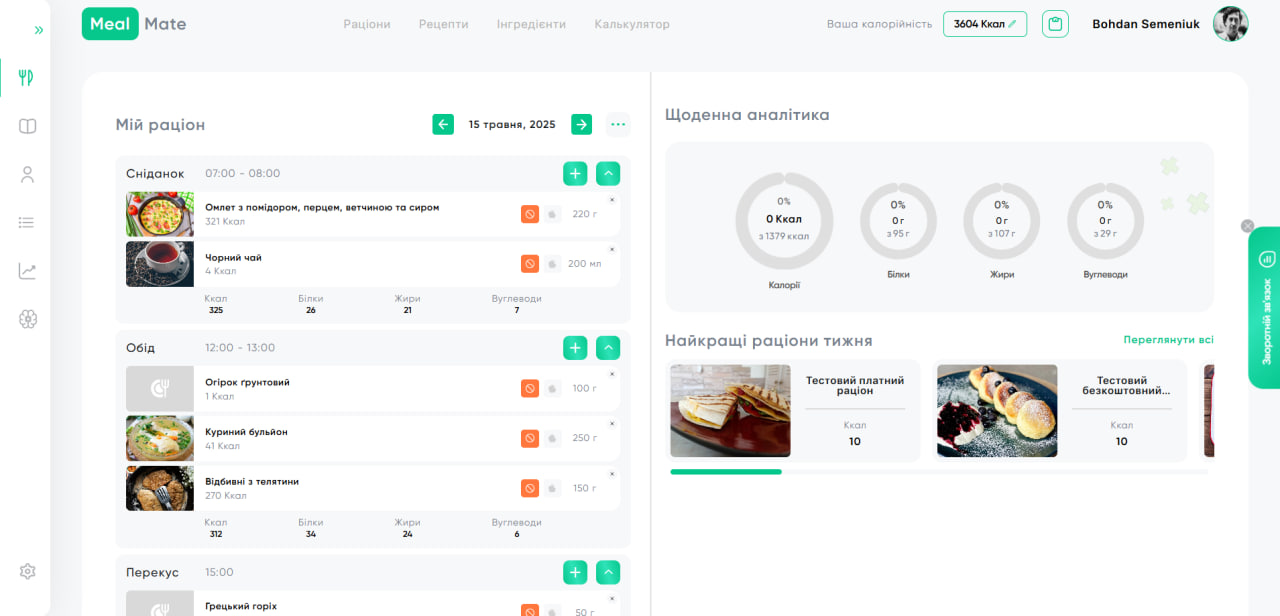 Meal Mate
Раціони Рецепти Інгредієнти Калькулятор
Ваша калорійність 3604 Ккал
Bohdan Semeniuk
Мій раціон
15 травня, 2025
Сніданок 07:00 - 08:00
Омлет з помідором, перцем, ветчиною та сиром
321 Ккал
220 г
Чорний чай
4 Ккал
200 мл
Ккал Білки Жири Вуглеводи
325 26 21 7
Обід 12:00 - 13:00
Огірок ґрунтовий
1 Ккал
100 г
Куриний бульйон
41 Ккал
250 г
Відбивні з телятини
270 Ккал
150 г
Ккал Білки Жири Вуглеводи
312 34 24 6
Перекус 15:00
Грецький горіх
50 г
Щоденна аналітика
0%
0 Ккал
з 1379 ккал
Калорії
0%
0 г
з 95 г
Білки
0%
0 г
з 107 г
Жири
0%
0 г
з 29 г
Вуглеводи
Найкращі раціони тижня
Переглянути всі
Тестовий платний
раціон
Ккал
10
Тестовий
безкоштовний...
Ккал
10
Зворотній зв'язок